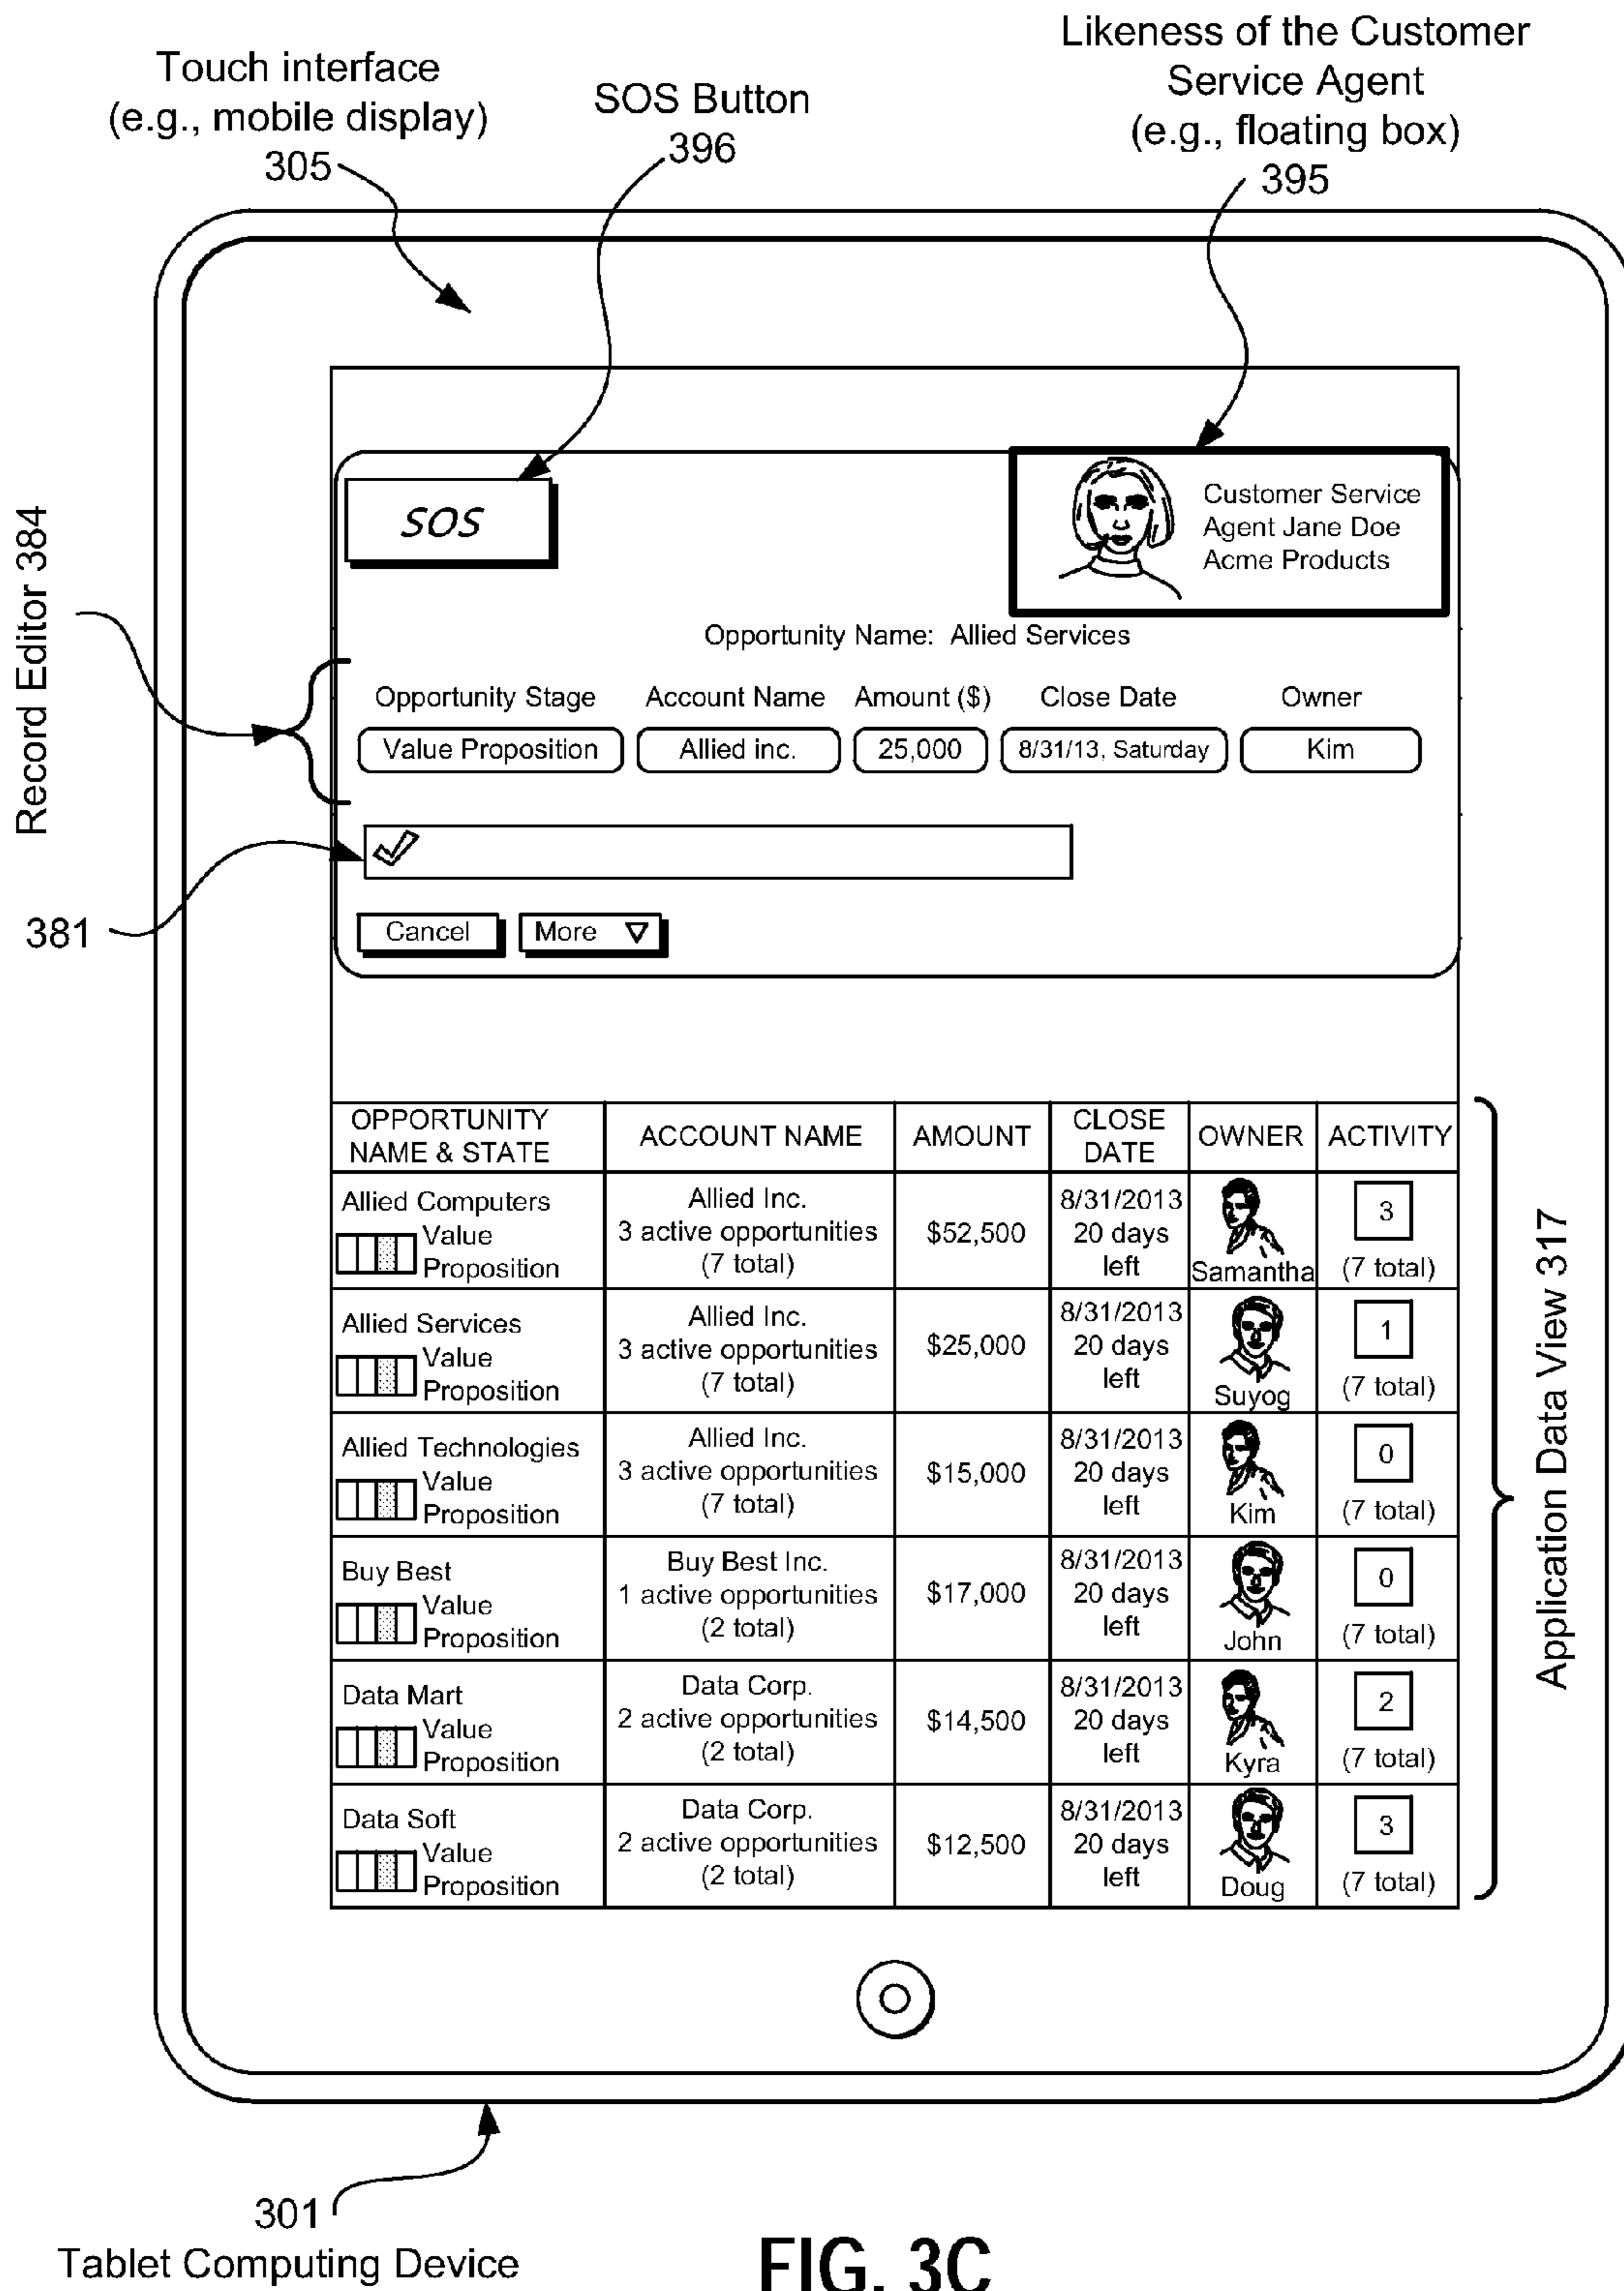 Touch interface
(e.g., mobile display)
305
SOS Button
396
Likeness of the Customer
Service Agent
(e.g., floating box)
395
Record Editor 384
SOS
Customer Service
Agent Jane Doe
Acme Products
Opportunity Name: Allied Services
Opportunity Stage Account Name Amount ($) Close Date Owner
Value Proposition Allied inc. 25,000 8/31/13, Saturday Kim
381
Cancel More
OPPORTUNITY
NAME & STATE
ACCOUNT NAME
AMOUNT
CLOSE
DATE
OWNER
ACTIVITY
Allied Computers
Value
Proposition
Allied Inc.
3 active opportunities
(7 total)
$52,500
8/31/2013
20 days
left
Samantha
3
(7 total)
Allied Services
Value
Proposition
Allied Inc.
3 active opportunities
(7 total)
$25,000
8/31/2013
20 days
left
Suyog
1
(7 total)
Allied Technologies
Value
Proposition
Allied Inc.
3 active opportunities
(7 total)
$15,000
8/31/2013
20 days
left
Kim
0
(7 total)
Buy Best
Value
Proposition
Buy Best Inc.
1 active opportunities
(2 total)
$17,000
8/31/2013
20 days
left
John
0
(7 total)
Data Mart
Value
Proposition
Data Corp.
2 active opportunities
(2 total)
$14,500
8/31/2013
20 days
left
Kyra
2
(7 total)
Data Soft
Value
Proposition
Data Corp.
2 active opportunities
(2 total)
$12,500
8/31/2013
20 days
left
Doug
3
(7 total)
Application Data View 317
301
Tablet Computing Device
FIG. 3C